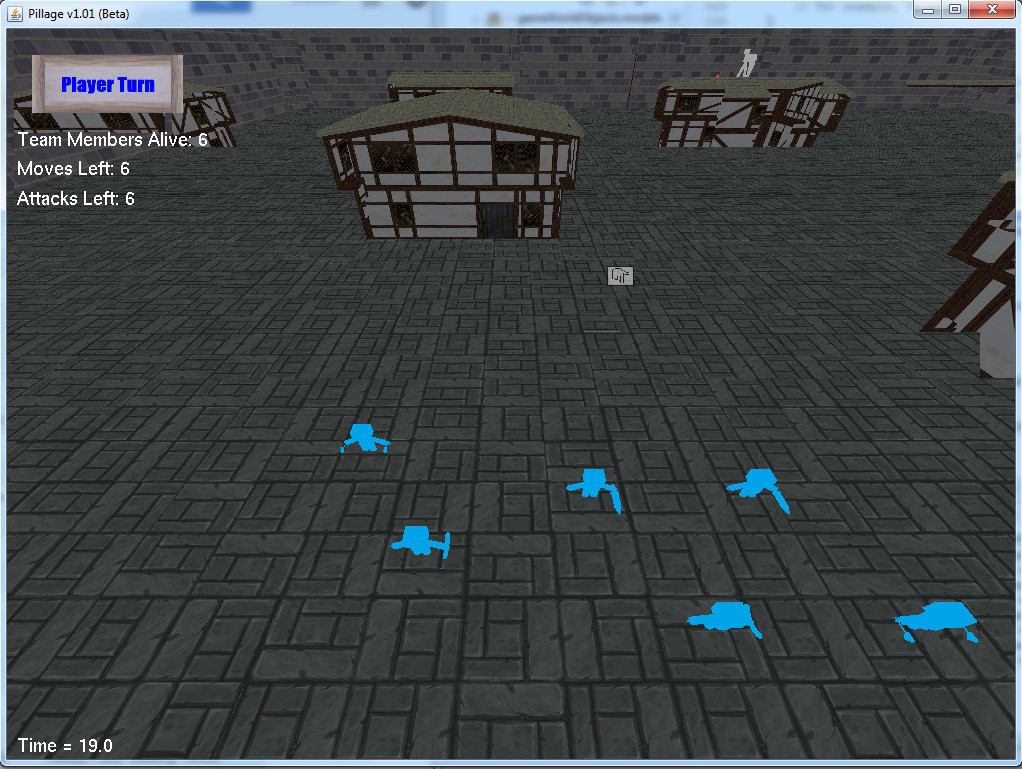 Pillage v1.01 (Beta)
Player Turn
Team Members Alive: 6
Moves Left: 6
Attacks Left: 6
Time = 19.0